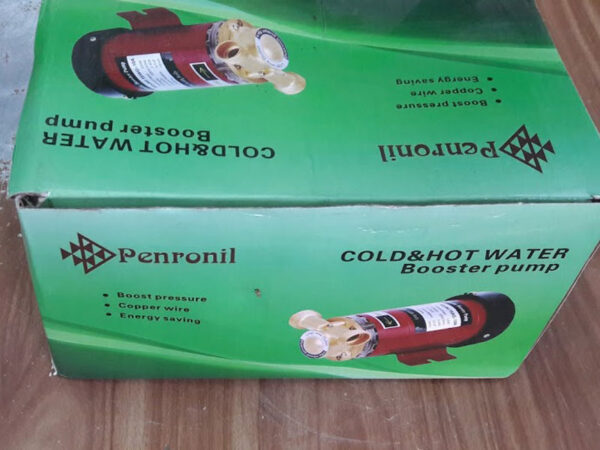 COLD&HOT WATER
Booster pump
Penronil
Boost pressure
Copper wire
Energy saving
Penronil
COLD&HOT WATER
Booster pump
Boost pressure
Copper wire
Energy saving